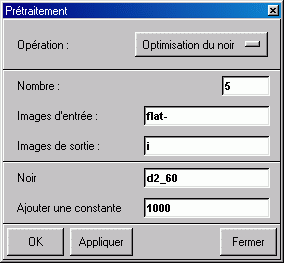 Prétraitement
Opération : Optimisation du noir
Nombre : 5
Images d'entrée : flat-
Images de sortie : i
Noir d2_60
Ajouter une constante 1000
OK Appliquer Fermer